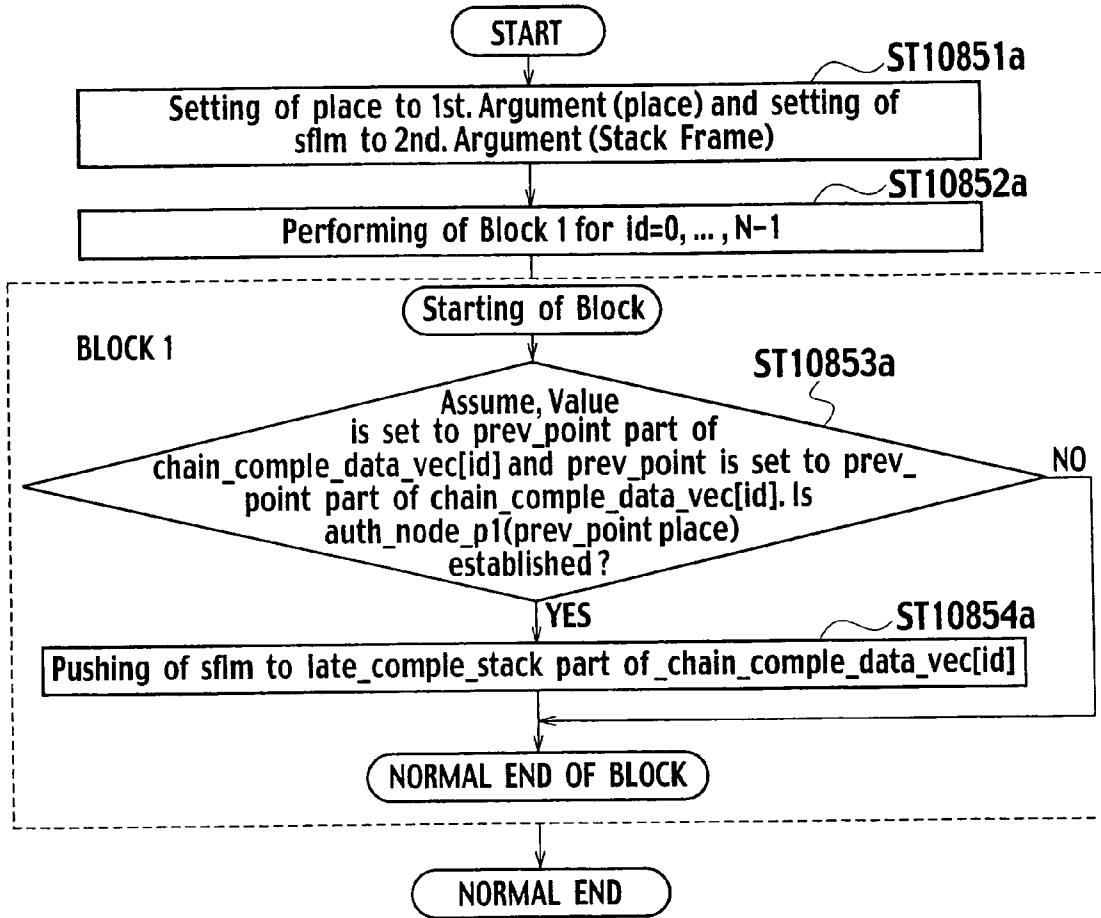 START
ST10851a
Setting of place to 1st. Argument (place) and setting of
sflm to 2nd. Argument (Stack Frame)
ST10852a
Performing of Block 1 for id=0, ... , N-1
Starting of Block
BLOCK 1
ST10853a
Assume, Value
is set to prev_point part of
chain_comple_data_vec[id] and prev_point is set to prev_
point part of chain_comple_data_vec[id]. Is
auth_node_p1(prev_point place)
established ?
NO
YES
ST10854a
Pushing of sflm to late_comple_stack part of _chain_comple_data_vec[id]
NORMAL END OF BLOCK
NORMAL END